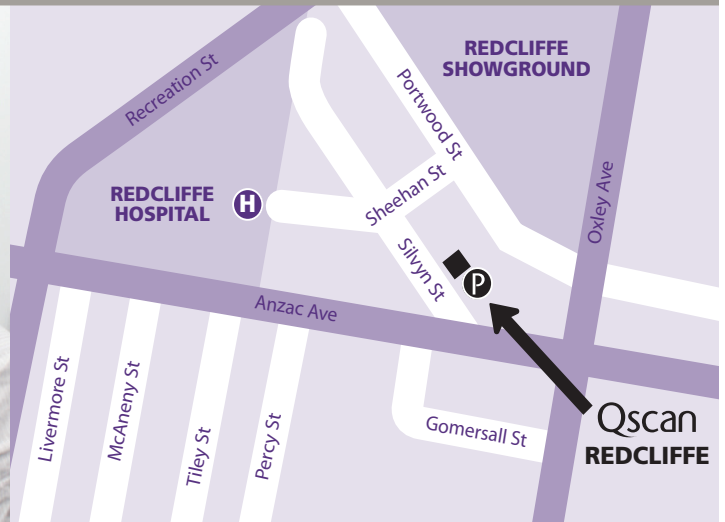 REDCLIFFE
SHOWGROUND
Recreation St
Portwood St
REDCLIFFE
HOSPITAL
H
Sheehan St
Oxley Ave
Silvyn St
P
Anzac Ave
Livermore St
McAneny St
Tiley St
Percy St
Gomersall St
Qscan
REDCLIFFE